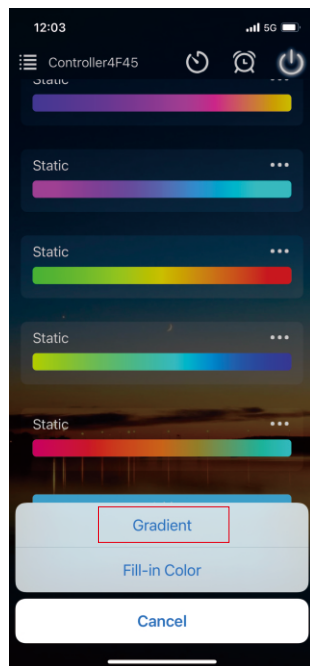 12:03
5G
Controller4F45
Static
Static
Static
Static
Static
Gradient
Fill-in Color
Cancel